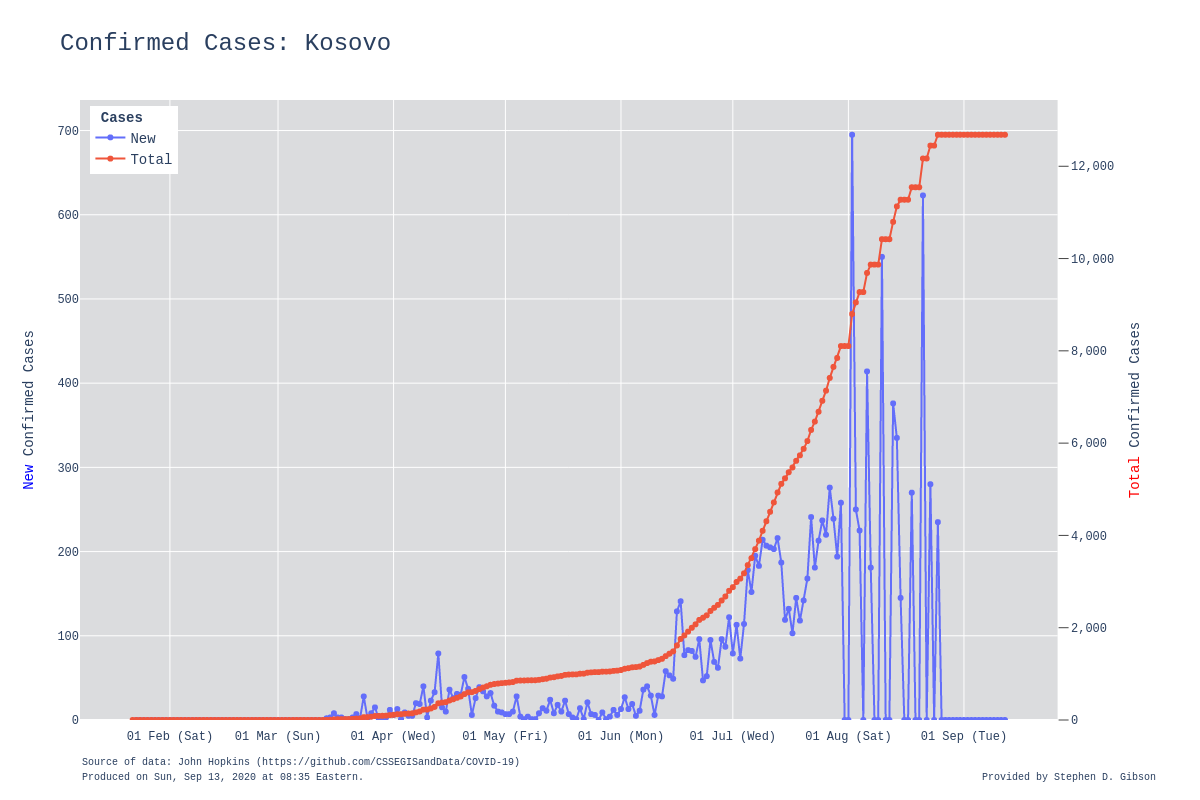 Confirmed Cases: Kosovo
Cases
New
Total
700
600
500
400
300
200
100
0
New Confirmed Cases
12,000
10,000
8,000
6,000
4,000
2,000
0
Total Confirmed Cases
01 Feb (Sat) 01 Mar (Sun) 01 Apr (Wed) 01 May (Fri) 01 Jun (Mon) 01 Jul (Wed) 01 Aug (Sat) 01 Sep (Tue)
Source of data: John Hopkins (https://github.com/CSSEGISandData/COVID-19)
Produced on Sun, Sep 13, 2020 at 08:35 Eastern.
Provided by Stephen D. Gibson